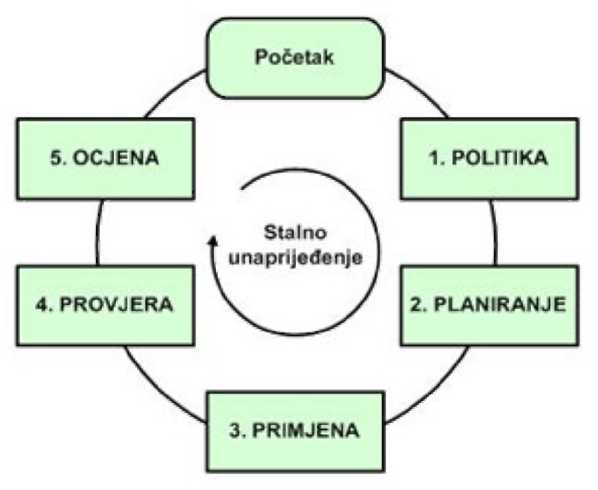 Početak
1. POLITIKA
2. PLANIRANJE
3. PRIMJENA
4. PROVJERA
5. OCJENA
Stalno
unaprijeđenje